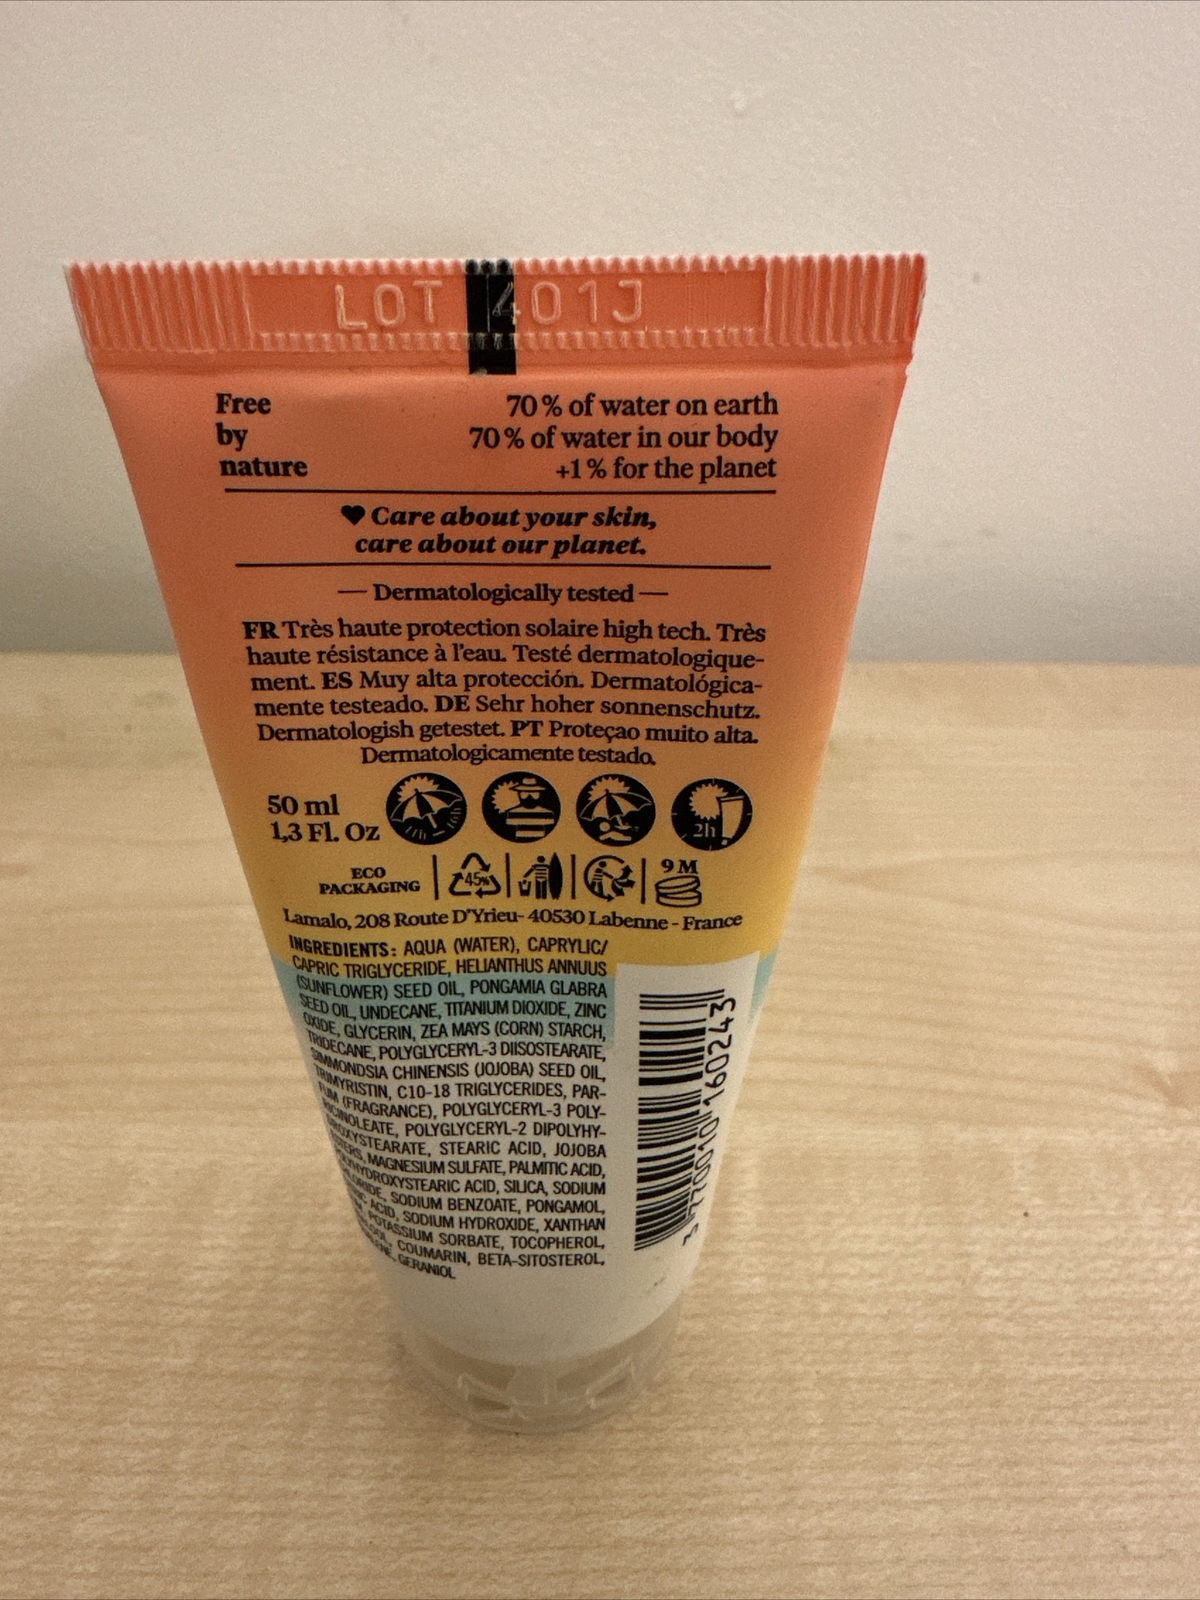 LOT 401J
Free by nature
70 % of water on earth
70 % of water in our body
+1 % for the planet
Care about your skin,
care about our planet.
— Dermatologically tested —
FR Très haute protection solaire high tech. Très
haute résistance à l'eau. Testé dermatologique-
ment. ES Muy alta protección. Dermatológica-
mente testeado. DE Sehr hoher sonnenschutz.
Dermatologish getestet. PT Proteçao muito alta.
Dermatologicamente testado.
50 ml
1,3 Fl. Oz
2h
ECO
PACKAGING
45%
9 M
Lamalo, 208 Route D'Yrieu- 40530 Labenne - France
INGREDIENTS: AQUA (WATER), CAPRYLIC/
CAPRIC TRIGLYCERIDE, HELIANTHUS ANNUUS
(SUNFLOWER) SEED OIL, PONGAMIA GLABRA
SEED OIL, UNDECANE, TITANIUM DIOXIDE, ZINC
OXIDE, GLYCERIN, ZEA MAYS (CORN) STARCH,
TRIDECANE, POLYGLYCERYL-3 DIISOSTEARATE,
SIMMONDSIA CHINENSIS (JOJOBA) SEED OIL,
TRIMYRISTIN, C10-18 TRIGLYCERIDES, PAR-
FUM (FRAGRANCE), POLYGLYCERYL-3 POLY-
RICINOLEATE, POLYGLYCERYL-2 DIPOLYHY-
DROXYSTEARATE, STEARIC ACID, JOJOBA
ESTERS, MAGNESIUM SULFATE, PALMITIC ACID,
POLYHYDROXYSTEARIC ACID, SILICA, SODIUM
SODIUM BENZOATE, PONGAMOL,
ACID, SODIUM HYDROXIDE, XANTHAN
POTASSIUM SORBATE, TOCOPHEROL,
COUMARIN, BETA-SITOSTEROL,
GERANIOL
3 770010 160243